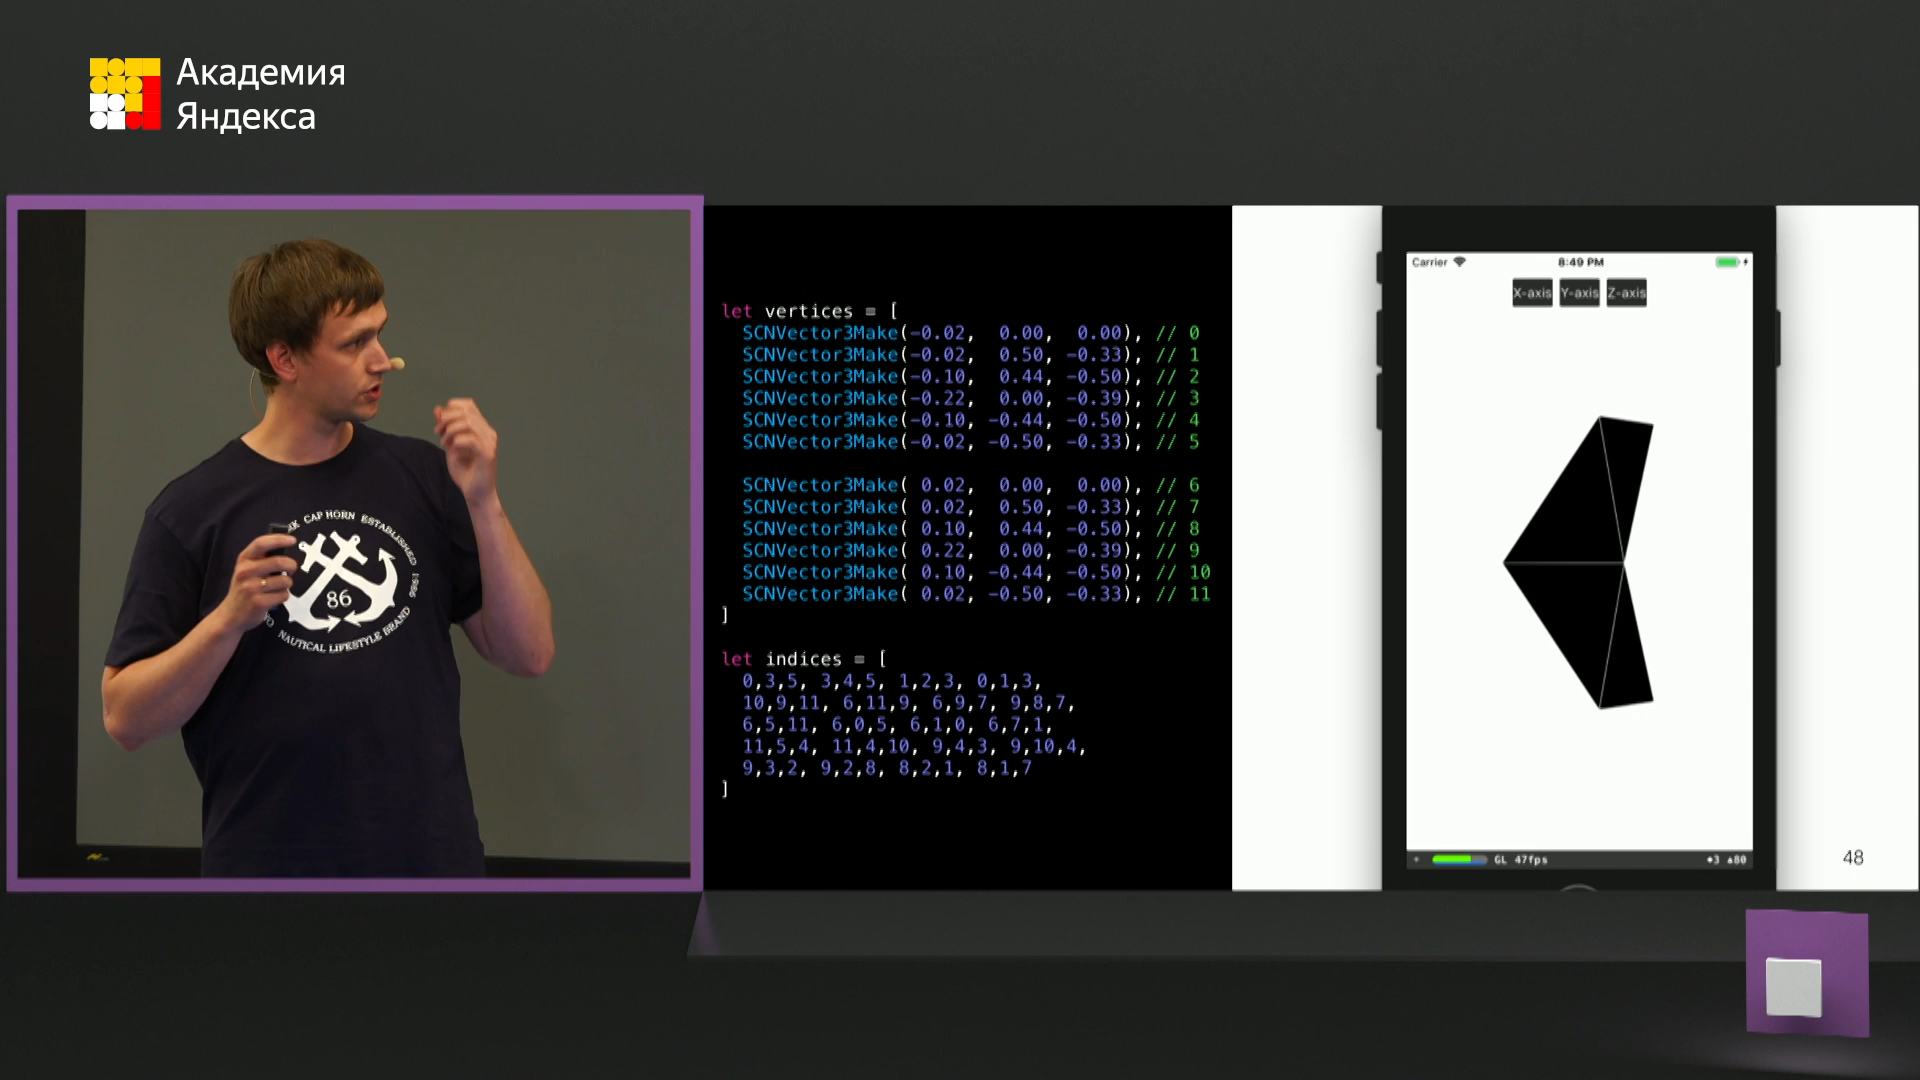 Академия
Яндекса
CAP HORN ESTABLISHED 1986
86
NAUTICAL LIFESTYLE BRAND
let vertices = [
SCNVector3Make(-0.02, 0.00, 0.00), // 0
SCNVector3Make(-0.02, 0.50, -0.33), // 1
SCNVector3Make(-0.10, 0.44, -0.50), // 2
SCNVector3Make(-0.22, 0.00, -0.39), // 3
SCNVector3Make(-0.10, -0.44, -0.50), // 4
SCNVector3Make(-0.02, -0.50, -0.33), // 5
SCNVector3Make( 0.02, 0.00, 0.00), // 6
SCNVector3Make( 0.02, 0.50, -0.33), // 7
SCNVector3Make( 0.10, 0.44, -0.50), // 8
SCNVector3Make( 0.22, 0.00, -0.39), // 9
SCNVector3Make( 0.10, -0.44, -0.50), // 10
SCNVector3Make( 0.02, -0.50, -0.33), // 11
]
let indices = [
0,3,5, 3,4,5, 1,2,3, 0,1,3,
10,9,11, 6,11,9, 6,9,7, 9,8,7,
6,5,11, 6,0,5, 6,1,0, 6,7,1,
11,5,4, 11,4,10, 9,4,3, 9,10,4,
9,3,2, 9,2,8, 8,2,1, 8,1,7
]
Carrier 8:49 PM
X-axis Y-axis Z-axis
GL 47fps
3 80
48